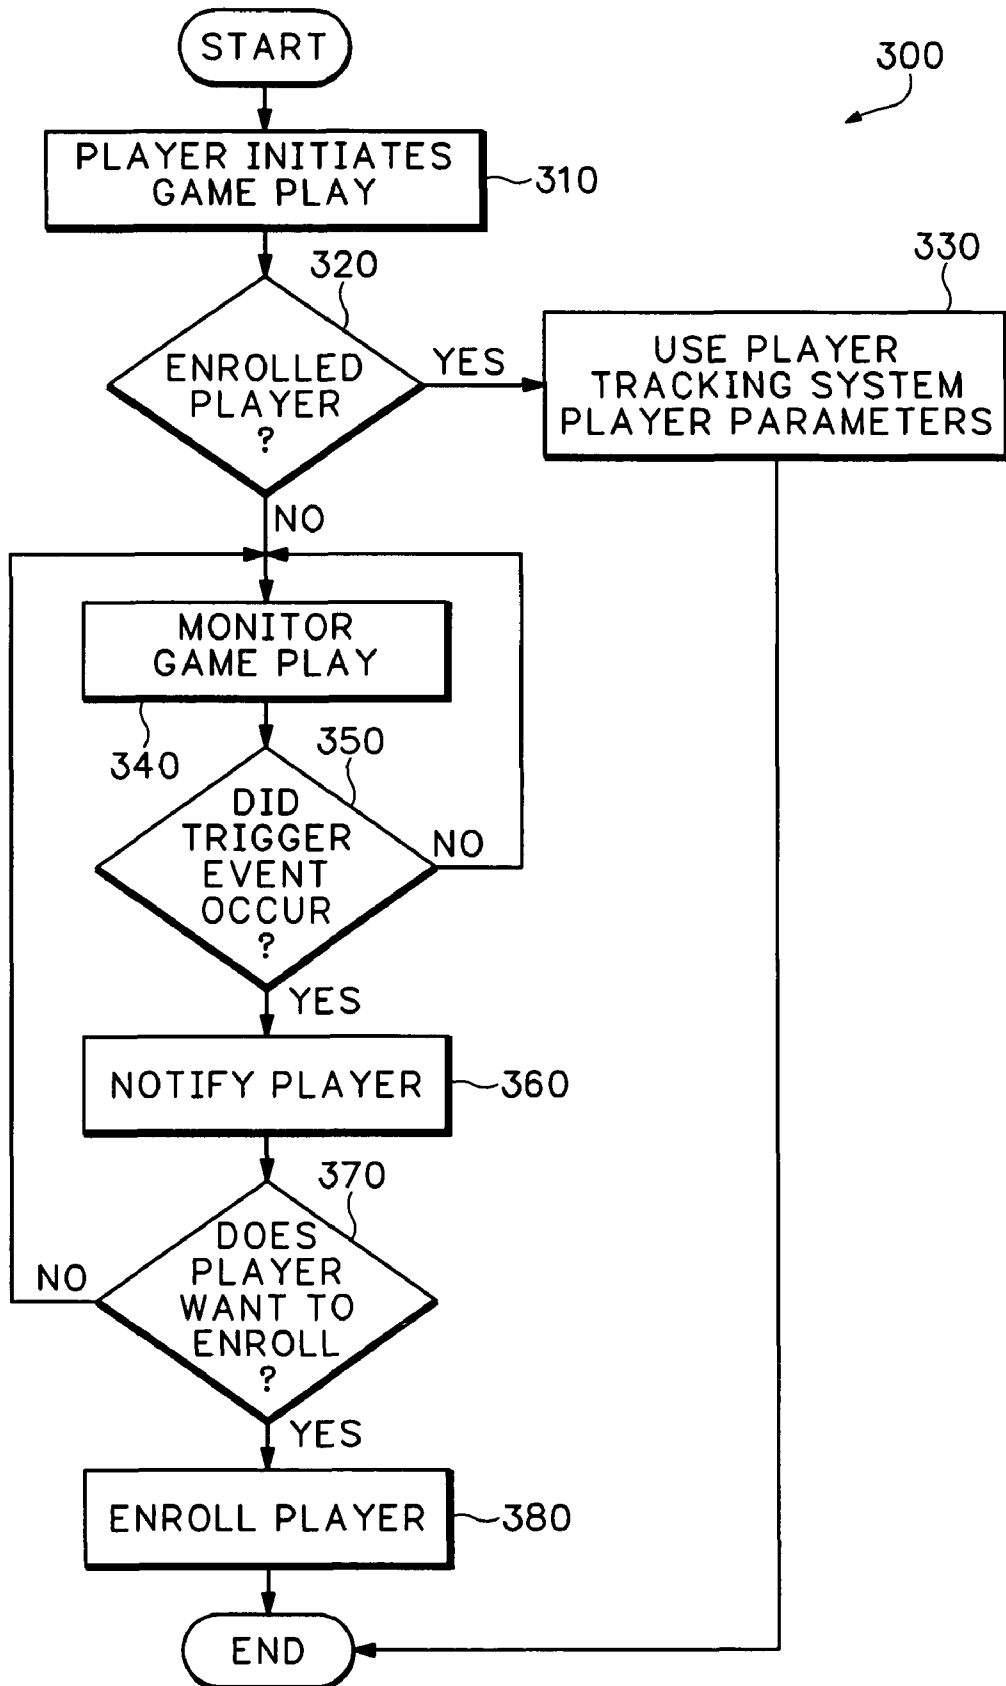 START
300
PLAYER INITIATES
GAME PLAY
310
320
330
ENROLLED
PLAYER
?
YES
USE PLAYER
TRACKING SYSTEM
PLAYER PARAMETERS
NO
MONITOR
GAME PLAY
340
350
DID
TRIGGER
EVENT
OCCUR
?
NO
YES
NOTIFY PLAYER
360
370
DOES
PLAYER
WANT TO
ENROLL
?
NO
YES
ENROLL PLAYER
380
END